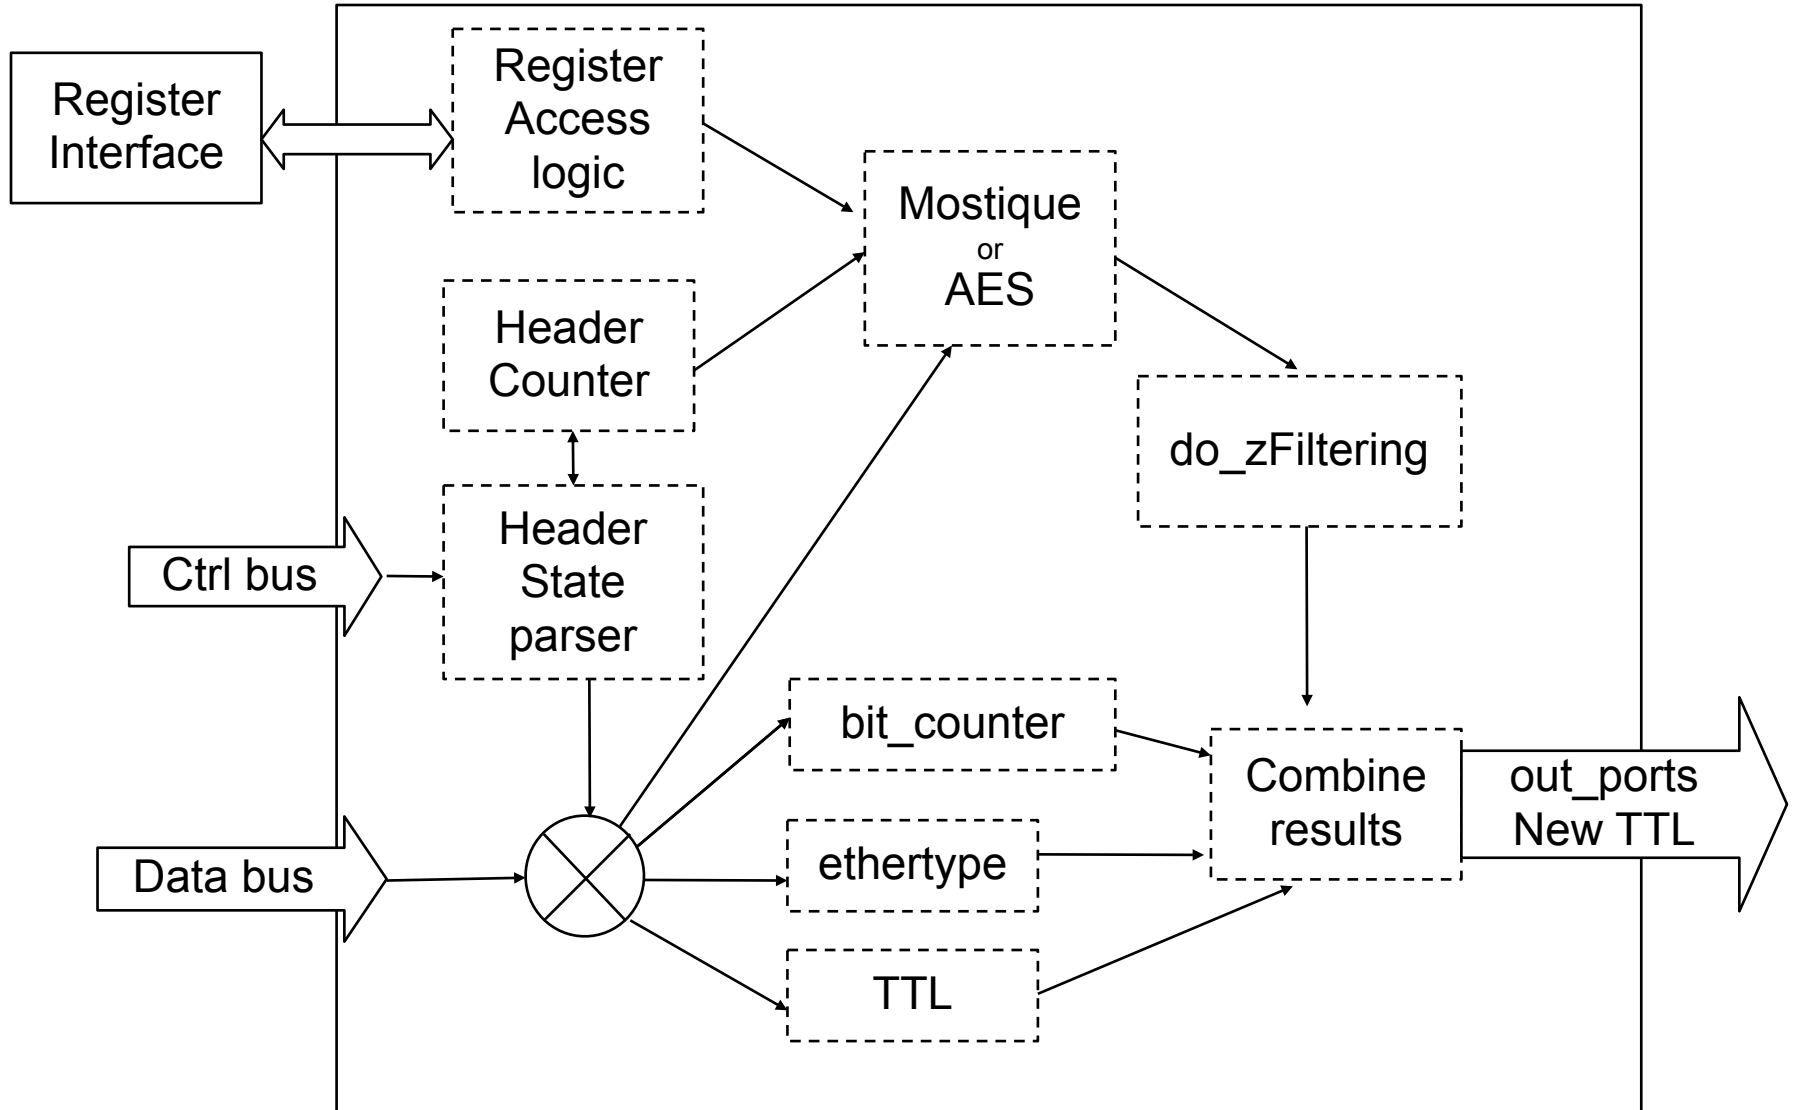 Register
Interface
Register
Access
logic
Mostique
or
AES
Header
Counter
do_zFiltering
Header
State
parser
Ctrl bus
bit_counter
Combine
results
out_ports
New TTL
Data bus
ethertype
TTL